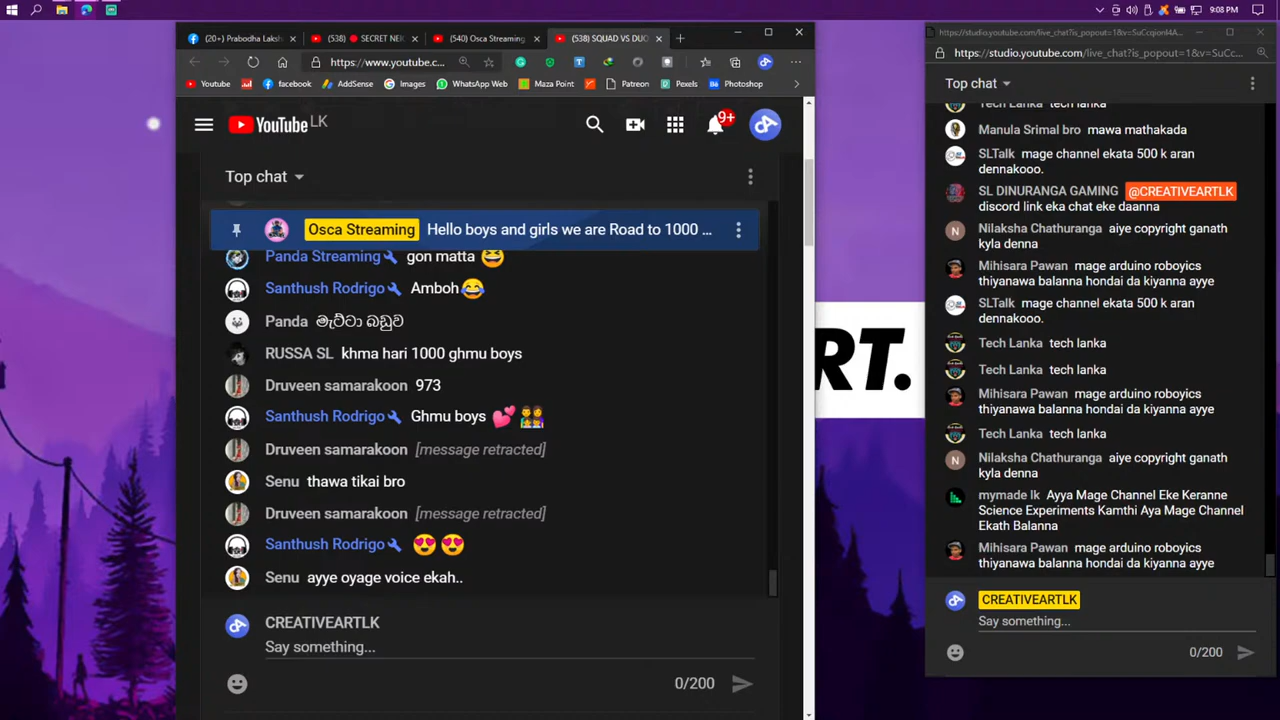 9:08 PM
(20+) Prabodha Laksh
(538) 🔴 SECRET NEK
(540) Osca Streaming
(538) SQUAD VS DUO
https://www.youtube.c...
Youtube
facebook
AddSense
Images
WhatsApp Web
Maza Point
Patreon
Pexels
Photoshop
YouTube LK
9+
Top chat
Osca Streaming Hello boys and girls we are Road to 1000 ...
Panda Streaming gon matta 😆
Santhush Rodrigo Amboh😂
Panda මැට්ටා බඩුව
RUSSA SL khma hari 1000 ghmu boys
Druveen samarakoon 973
Santhush Rodrigo Ghmu boys 💕 👩‍❤️‍👨
Druveen samarakoon [message retracted]
Senu thawa tikai bro
Druveen samarakoon [message retracted]
Santhush Rodrigo 😍 😍
Senu ayye oyage voice ekah..
CREATIVEARTLK
Say something...
0/200
RT.
https://studio.youtube.com/live_chat?is_popout=1&v=SuCcqionI4A...
https://studio.youtube.com/live_chat?is_popout=1&v=SuCc...
Top chat
Tech Lanka tech lanka
Manula Srimal bro mawa mathakada
SLTalk mage channel ekata 500 k aran
dennakooo.
SL DINURANGA GAMING @CREATIVEARTLK
discord link eka chat eke daanna
Nilaksha Chathuranga aiye copyright ganath
kyla denna
Mihisara Pawan mage arduino roboyics
thiyanawa balanna hondai da kiyanna ayye
SLTalk mage channel ekata 500 k aran
dennakooo.
Tech Lanka tech lanka
Tech Lanka tech lanka
Mihisara Pawan mage arduino roboyics
thiyanawa balanna hondai da kiyanna ayye
Tech Lanka tech lanka
Nilaksha Chathuranga aiye copyright ganath
kyla denna
mymade lk Ayya Mage Channel Eke Keranne
Science Experiments Kamthi Aya Mage Channel
Ekath Balanna
Mihisara Pawan mage arduino roboyics
thiyanawa balanna hondai da kiyanna ayye
CREATIVEARTLK
Say something...
0/200